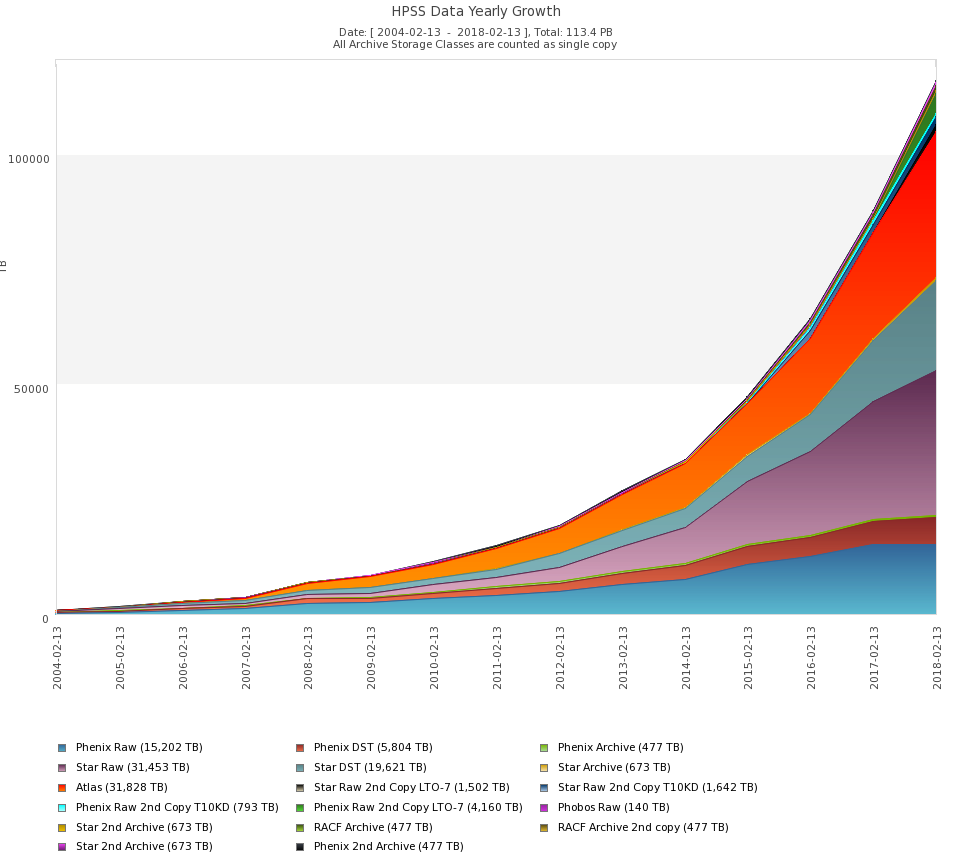 HPSS Data Yearly Growth
Date: [ 2004-02-13 - 2018-02-13 ], Total: 113.4 PB
All Archive Storage Classes are counted as single copy
TB
100000
50000
0
2004-02-13
2005-02-13
2006-02-13
2007-02-13
2008-02-13
2009-02-13
2010-02-13
2011-02-13
2012-02-13
2013-02-13
2014-02-13
2015-02-13
2016-02-13
2017-02-13
2018-02-13
Phenix Raw (15,202 TB)
Phenix DST (5,804 TB)
Phenix Archive (477 TB)
Star Raw (31,453 TB)
Star DST (19,621 TB)
Star Archive (673 TB)
Atlas (31,828 TB)
Star Raw 2nd Copy LTO-7 (1,502 TB)
Star Raw 2nd Copy T10KD (1,642 TB)
Phenix Raw 2nd Copy T10KD (793 TB)
Phenix Raw 2nd Copy LTO-7 (4,160 TB)
Phobos Raw (140 TB)
Star 2nd Archive (673 TB)
RACF Archive (477 TB)
RACF Archive 2nd copy (477 TB)
Star 2nd Archive (673 TB)
Phenix 2nd Archive (477 TB)